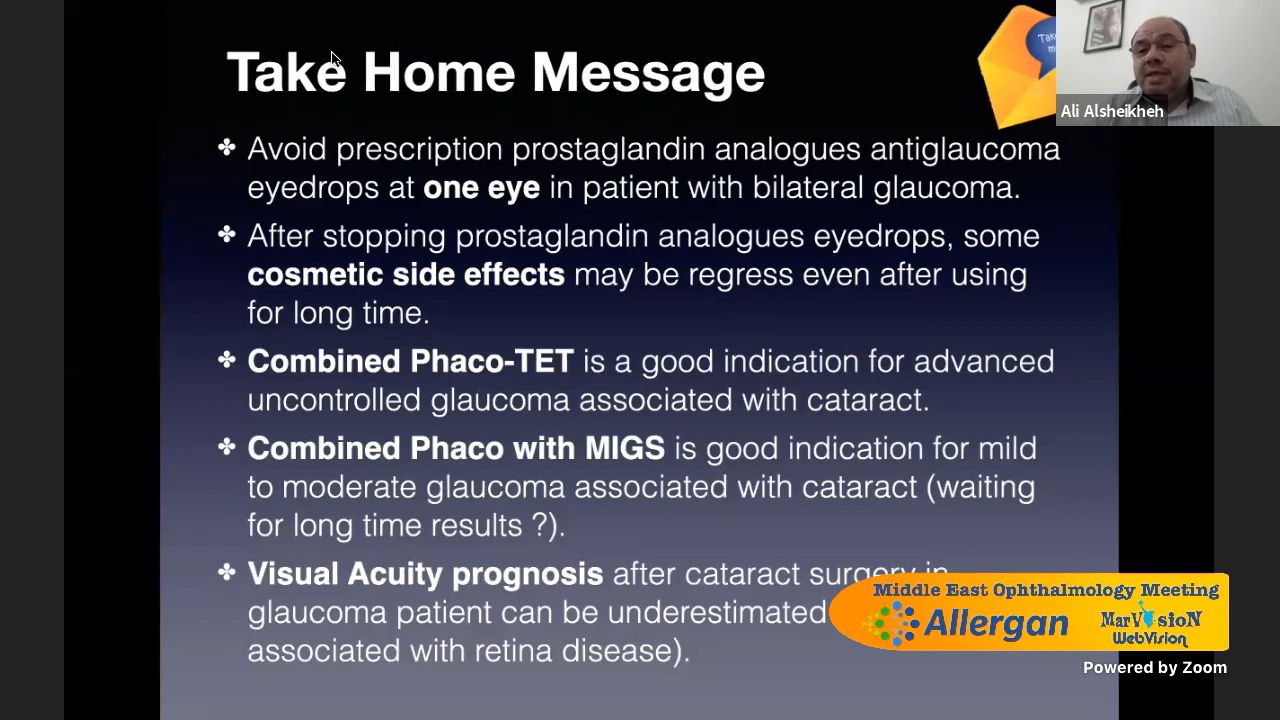 Take Home Message
Take
m
Ali Alsheikheh
✤ Avoid prescription prostaglandin analogues antiglaucoma
eyedrops at one eye in patient with bilateral glaucoma.
✤ After stopping prostaglandin analogues eyedrops, some
cosmetic side effects may be regress even after using
for long time.
✤ Combined Phaco-TET is a good indication for advanced
uncontrolled glaucoma associated with cataract.
✤ Combined Phaco with MIGS is good indication for mild
to moderate glaucoma associated with cataract (waiting
for long time results ?).
✤ Visual Acuity prognosis after cataract surgery in
glaucoma patient can be underestimated
associated with retina disease).
Middle East Ophthalmology Meeting
Allergan
MarVisioN
WebVision
Powered by Zoom